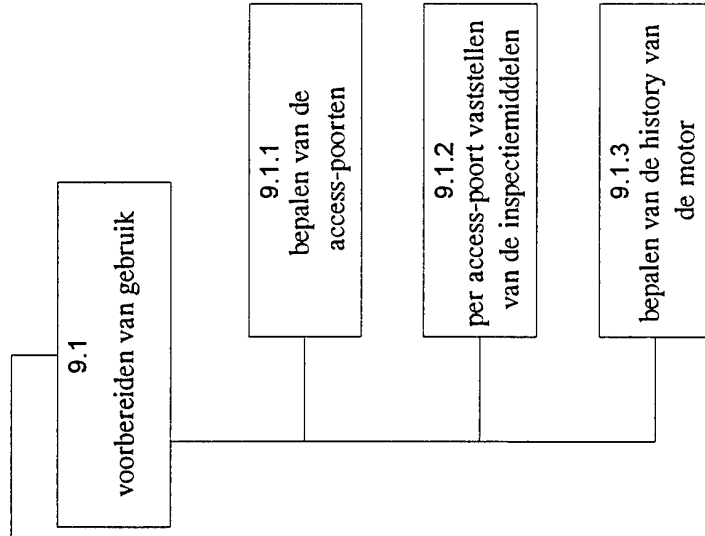 9.1
voorbereiden van gebruik
9.1.1
bepalen van de
access-poorten
9.1.2
per access-poort vaststellen
van de inspectiemiddelen
9.1.3
bepalen van de history van
de motor